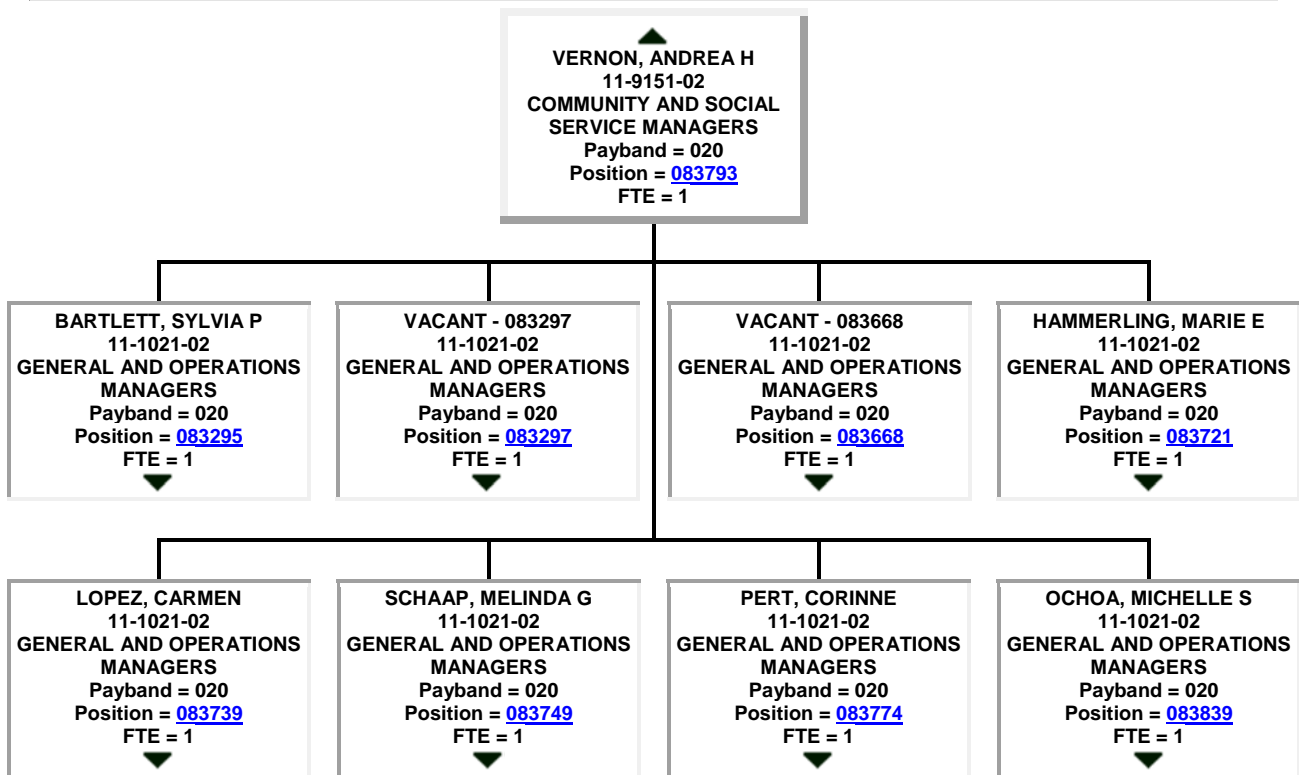 VERNON, ANDREA H
11-9151-02
COMMUNITY AND SOCIAL
SERVICE MANAGERS
Payband = 020
Position = 083793
FTE = 1
BARTLETT, SYLVIA P
11-1021-02
GENERAL AND OPERATIONS
MANAGERS
Payband = 020
Position = 083295
FTE = 1
VACANT - 083297
11-1021-02
GENERAL AND OPERATIONS
MANAGERS
Payband = 020
Position = 083297
FTE = 1
VACANT - 083668
11-1021-02
GENERAL AND OPERATIONS
MANAGERS
Payband = 020
Position = 083668
FTE = 1
HAMMERLING, MARIE E
11-1021-02
GENERAL AND OPERATIONS
MANAGERS
Payband = 020
Position = 083721
FTE = 1
LOPEZ, CARMEN
11-1021-02
GENERAL AND OPERATIONS
MANAGERS
Payband = 020
Position = 083739
FTE = 1
SCHAAP, MELINDA G
11-1021-02
GENERAL AND OPERATIONS
MANAGERS
Payband = 020
Position = 083749
FTE = 1
PERT, CORINNE
11-1021-02
GENERAL AND OPERATIONS
MANAGERS
Payband = 020
Position = 083774
FTE = 1
OCHOA, MICHELLE S
11-1021-02
GENERAL AND OPERATIONS
MANAGERS
Payband = 020
Position = 083839
FTE = 1